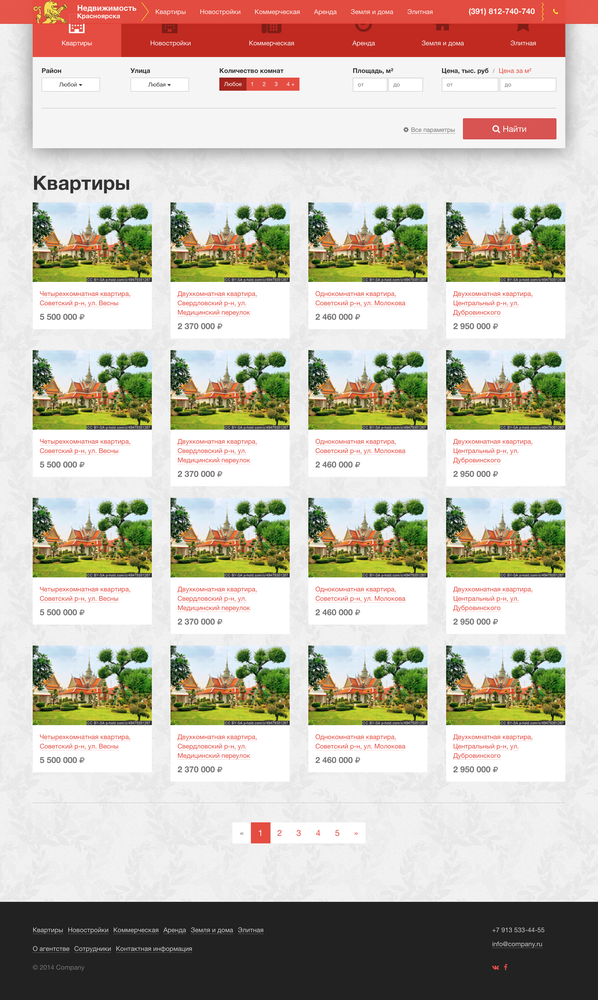 Недвижимость
Красноярска
Квартиры Новостройки Коммерческая Аренда Земля и дома Элитная
(391) 812-740-740
Квартиры Новостройки Коммерческая Аренда Земля и дома Элитная
Район Улица Количество комнат Площадь, м² Цена, тыс. руб / Цена за м²
Любой Любая Любое 1 2 3 4+ от до от до
Все параметры Найти
Квартиры
Четырехкомнатная квартира,
Советский р-н, ул. Весны
5 500 000 ₽
Двухкомнатная квартира,
Свердловский р-н, ул.
Медицинский переулок
2 370 000 ₽
Однокомнатная квартира,
Советский р-н, ул. Молокова
2 460 000 ₽
Двухкомнатная квартира,
Центральный р-н, ул.
Дубровинского
2 950 000 ₽
Четырехкомнатная квартира,
Советский р-н, ул. Весны
5 500 000 ₽
Двухкомнатная квартира,
Свердловский р-н, ул.
Медицинский переулок
2 370 000 ₽
Однокомнатная квартира,
Советский р-н, ул. Молокова
2 460 000 ₽
Двухкомнатная квартира,
Центральный р-н, ул.
Дубровинского
2 950 000 ₽
Четырехкомнатная квартира,
Советский р-н, ул. Весны
5 500 000 ₽
Двухкомнатная квартира,
Свердловский р-н, ул.
Медицинский переулок
2 370 000 ₽
Однокомнатная квартира,
Советский р-н, ул. Молокова
2 460 000 ₽
Двухкомнатная квартира,
Центральный р-н, ул.
Дубровинского
2 950 000 ₽
Четырехкомнатная квартира,
Советский р-н, ул. Весны
5 500 000 ₽
Двухкомнатная квартира,
Свердловский р-н, ул.
Медицинский переулок
2 370 000 ₽
Однокомнатная квартира,
Советский р-н, ул. Молокова
2 460 000 ₽
Двухкомнатная квартира,
Центральный р-н, ул.
Дубровинского
2 950 000 ₽
« 1 2 3 4 5 »
Квартиры Новостройки Коммерческая Аренда Земля и дома Элитная
О агентстве Сотрудники Контактная информация
© 2014 Company
+7 913 533-44-55
info@company.ru